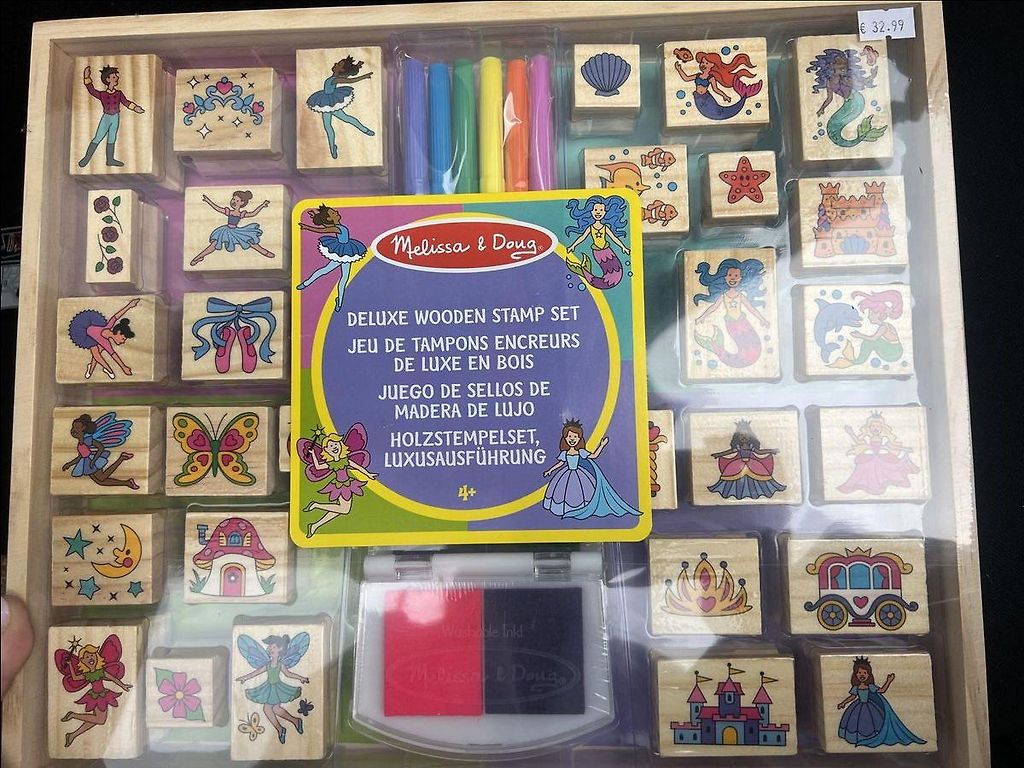 € 32.99
Melissa & Doug
DELUXE WOODEN STAMP SET
JEU DE TAMPONS ENCREURS
DE LUXE EN BOIS
JUEGO DE SELLOS DE
MADERA DE LUJO
HOLZSTEMPELSET,
LUXUSAUSFÜHRUNG
4+
Washable Ink!
Melissa & Doug